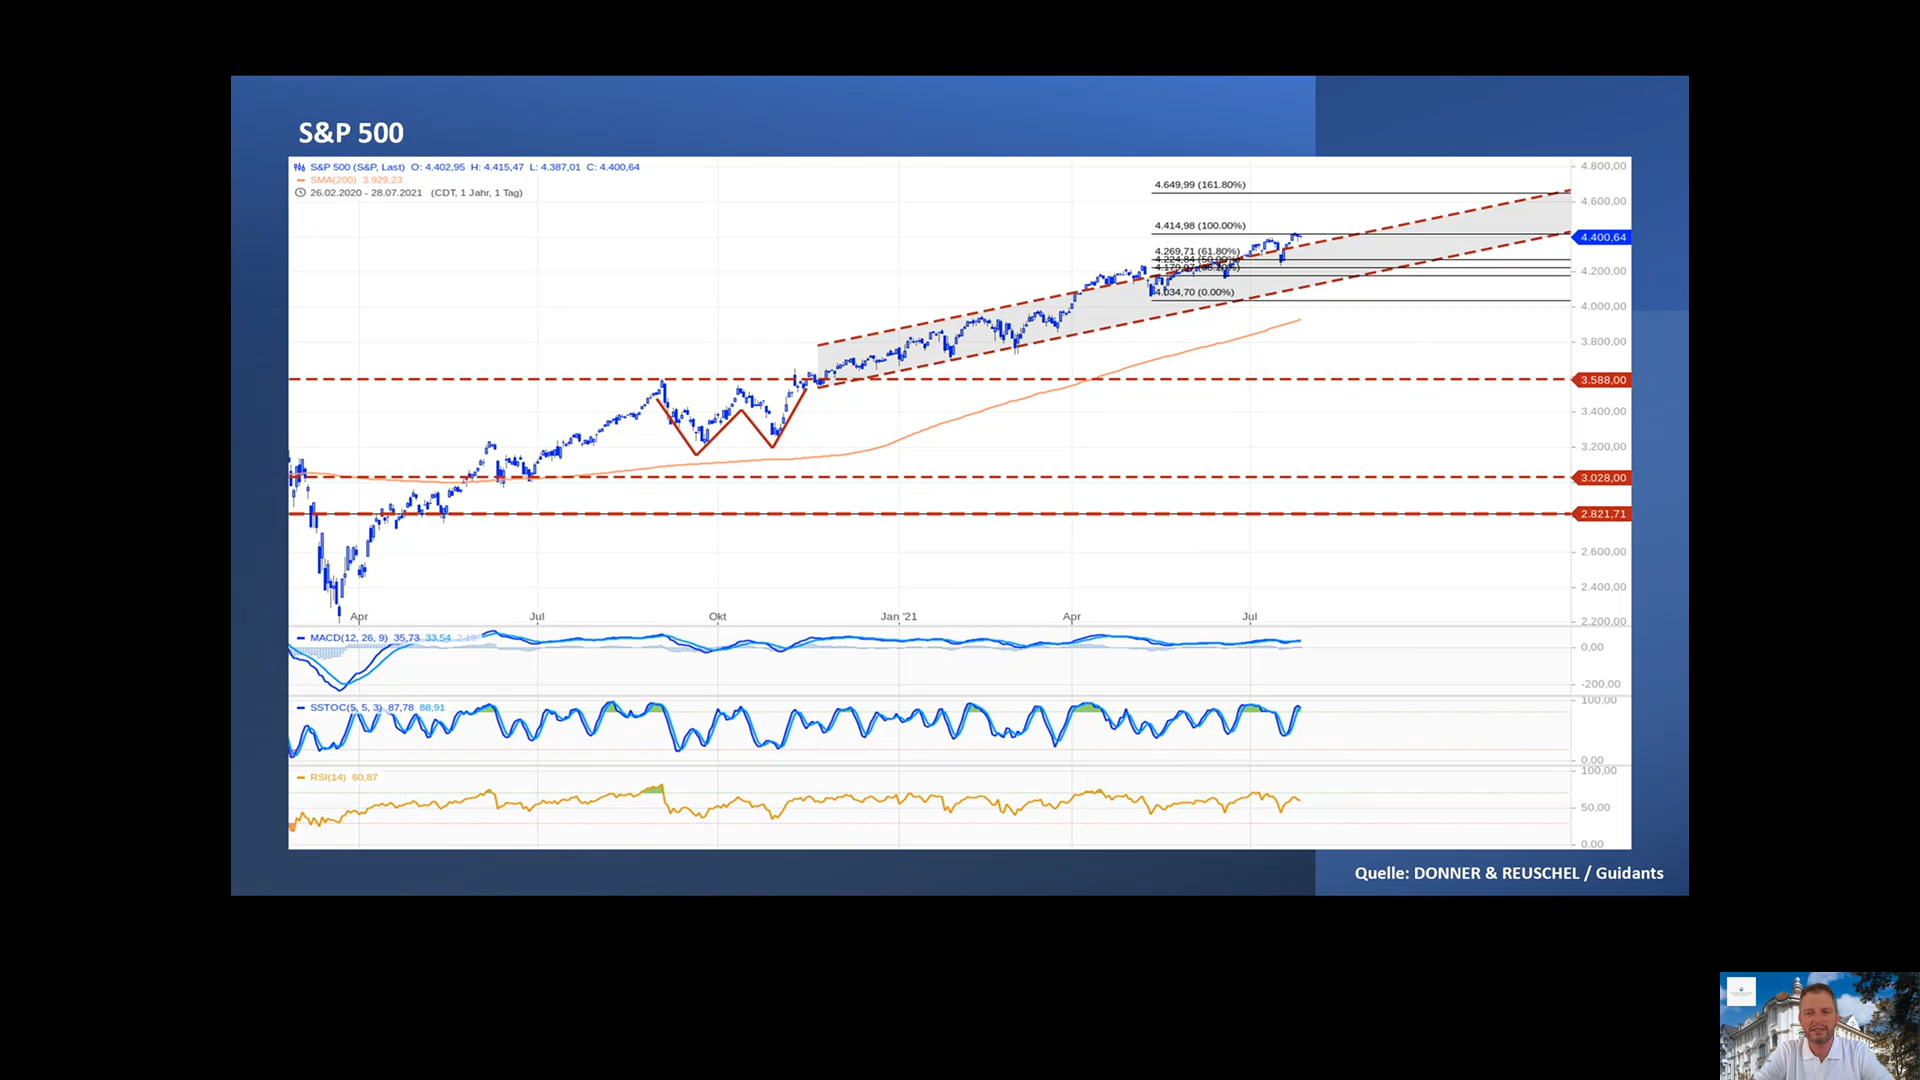 S&P 500
S&P 500 (S&P, Last) O: 4.402,95 H: 4.415,47 L: 4.387,01 C: 4.400,64
SMA(200) 3.929,23
26.02.2020 - 28.07.2021 (CDT, 1 Jahr, 1 Tag)
4.649,99 (161.80%)
4.414,98 (100.00%)
4.269,71 (61.80%)
4.224,84 (50.00%)
4.034,70 (0.00%)
4.800,00
4.600,00
4.400,64
4.200,00
4.000,00
3.800,00
3.588,00
3.400,00
3.200,00
3.028,00
2.821,71
2.600,00
2.400,00
2.200,00
Apr Jul Okt Jan '21 Apr Jul
MACD(12, 26, 9) 35,73 33,54 2,19
0,00
-200,00
SSTOC(5, 5, 3) 87,78 88,91
100,00
0,00
RSI(14) 60,87
100,00
50,00
0,00
Quelle: DONNER & REUSCHEL / Guidants